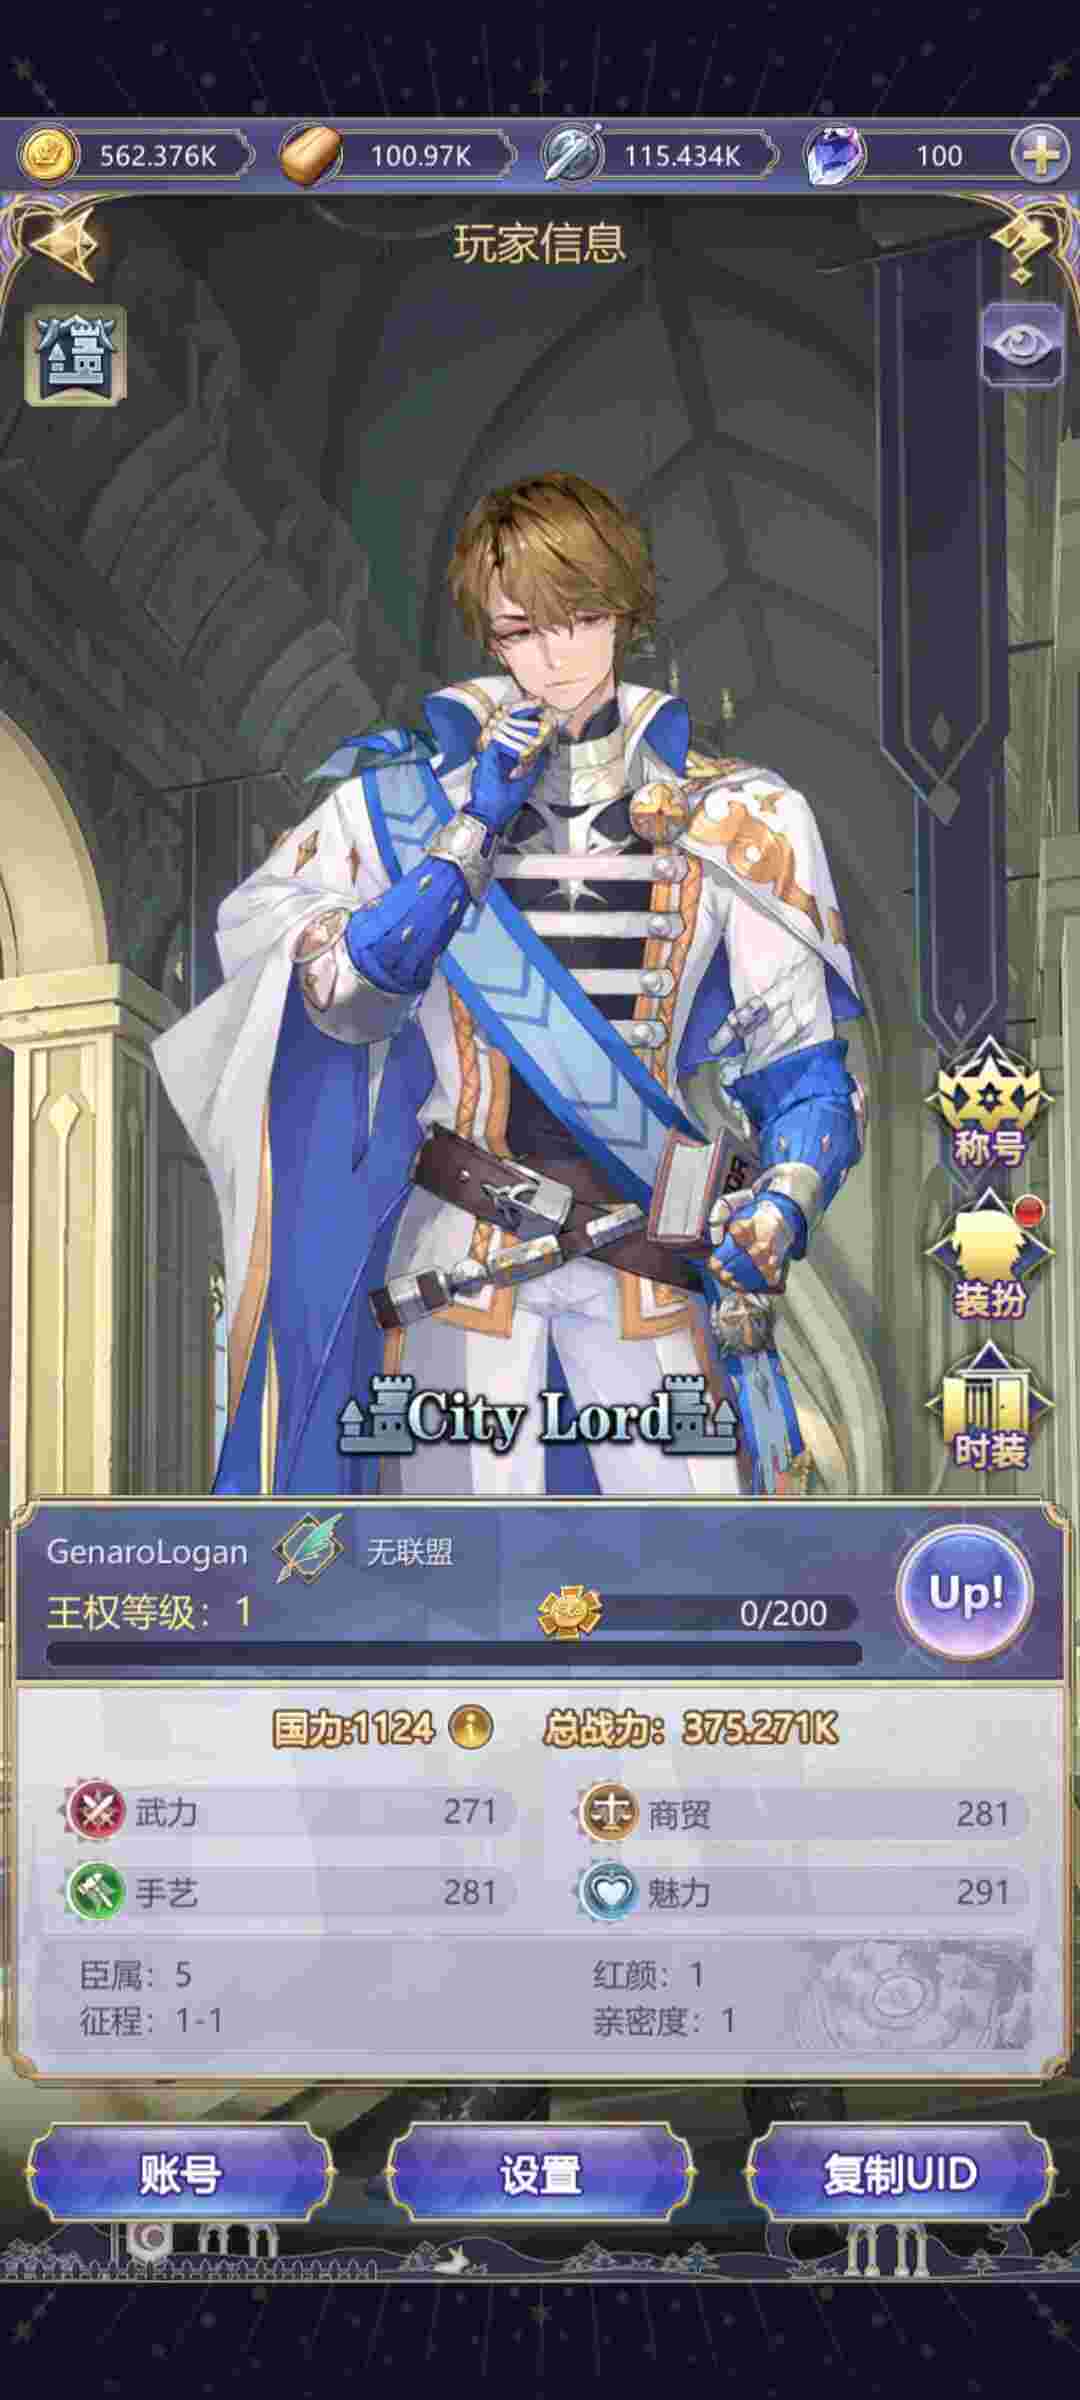 562.376K 100.97K 115.434K 100
玩家信息
称号
装扮
时装
City Lord
GenaroLogan 无联盟
王权等级：1 0/200 Up!
国力:1124 总战力：375.271K
武力 271 商贸 281
手艺 281 魅力 291
臣属：5 红颜：1
征程：1-1 亲密度：1
账号 设置 复制UID